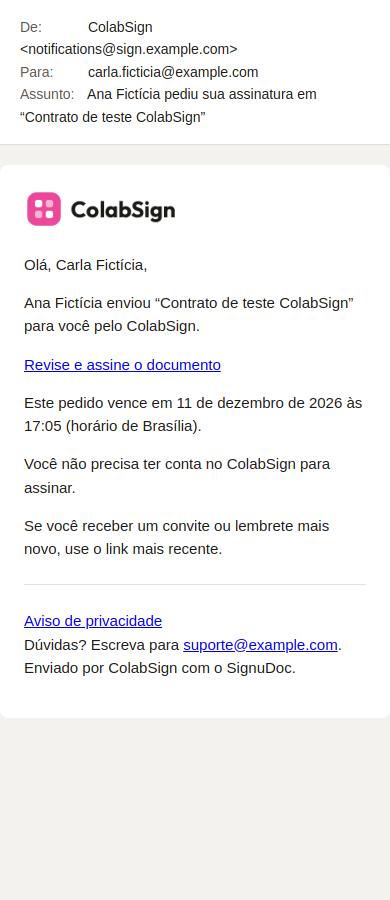 De: ColabSign
<notifications@sign.example.com>
Para: carla.ficticia@example.com
Assunto: Ana Fictícia pediu sua assinatura em
“Contrato de teste ColabSign”
ColabSign
Olá, Carla Fictícia,
Ana Fictícia enviou “Contrato de teste ColabSign”
para você pelo ColabSign.
Revise e assine o documento
Este pedido vence em 11 de dezembro de 2026 às
17:05 (horário de Brasília).
Você não precisa ter conta no ColabSign para
assinar.
Se você receber um convite ou lembrete mais
novo, use o link mais recente.
Aviso de privacidade
Dúvidas? Escreva para suporte@example.com.
Enviado por ColabSign com o SignuDoc.